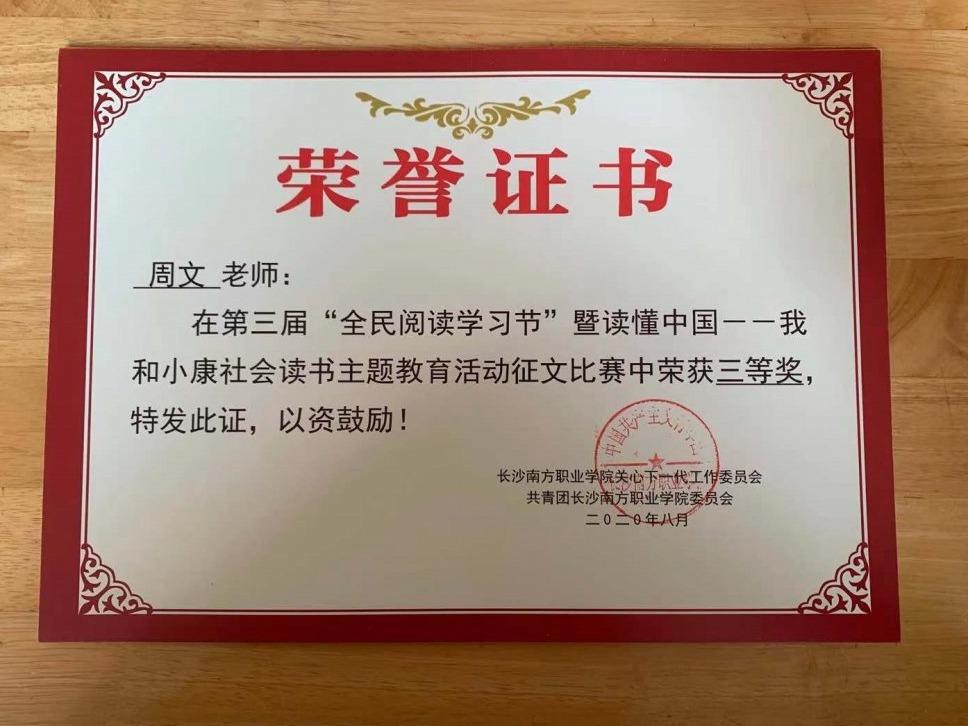 荣誉证书
周文 老师：
在第三届“全民阅读学习节”暨读懂中国－－我
和小康社会读书主题教育活动征文比赛中荣获三等奖，
特发此证，以资鼓励！
长沙南方职业学院关心下一代工作委员会
共青团长沙南方职业学院委员会
二0二0年八月